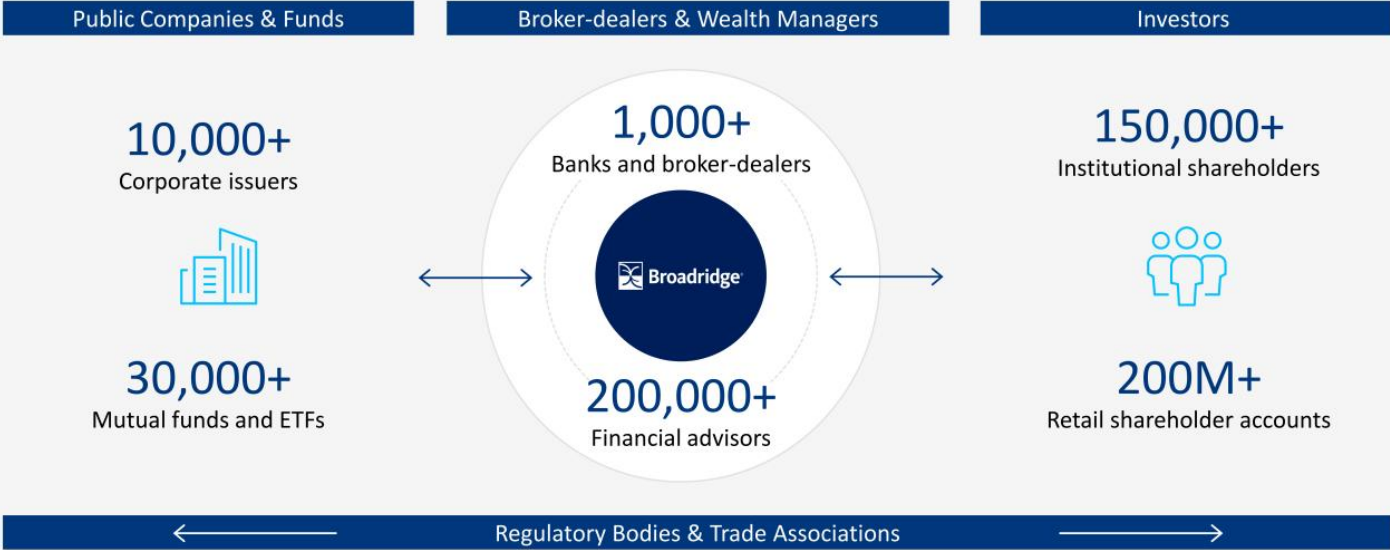 Public Companies & Funds
Broker-dealers & Wealth Managers
Investors
10,000+
Corporate issuers
30,000+
Mutual funds and ETFs
1,000+
Banks and broker-dealers
Broadridge
200,000+
Financial advisors
150,000+
Institutional shareholders
200M+
Retail shareholder accounts
Regulatory Bodies & Trade Associations